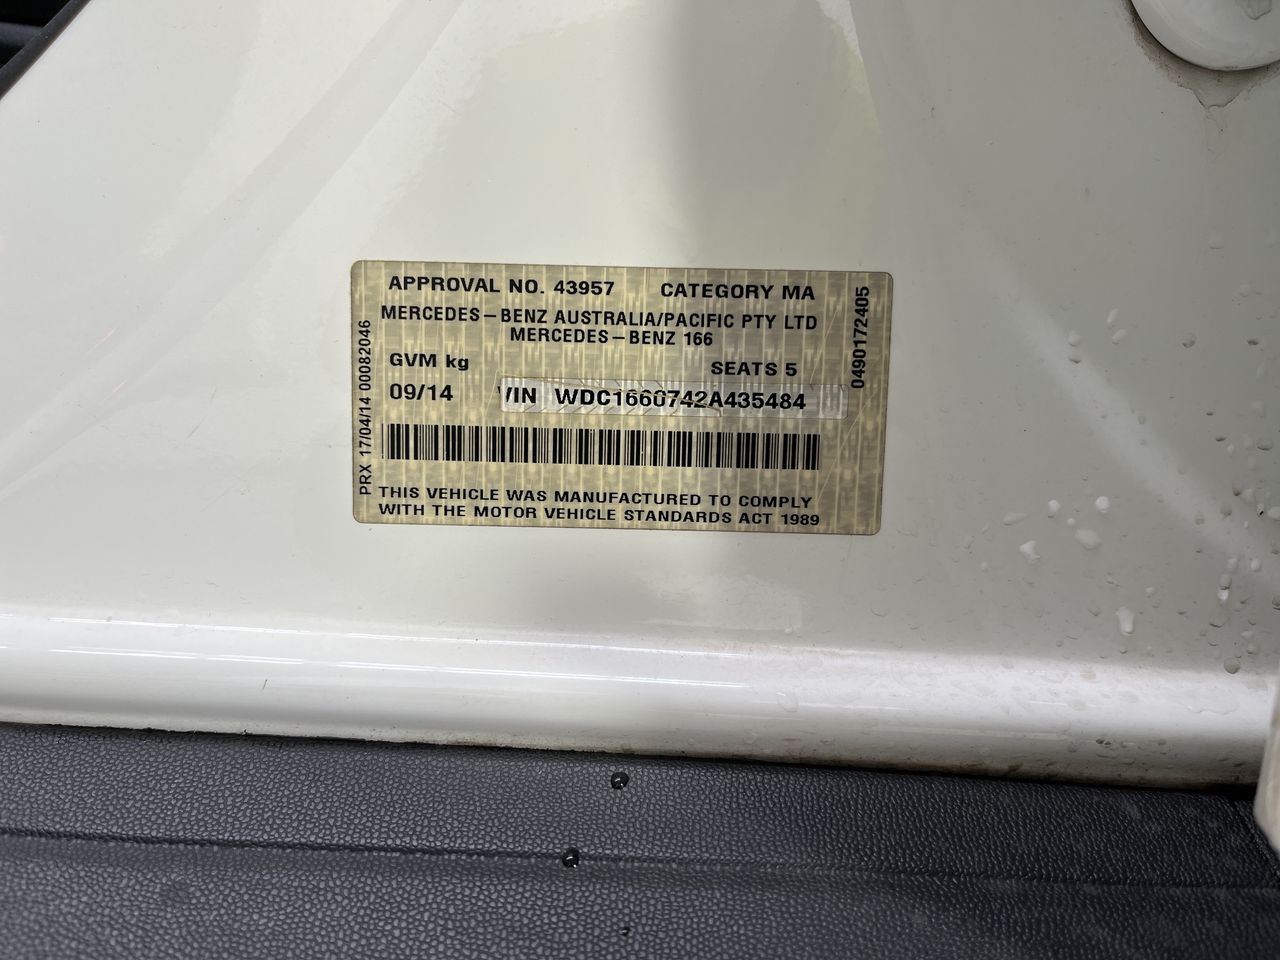 APPROVAL NO. 43957 CATEGORY MA
MERCEDES-BENZ AUSTRALIA/PACIFIC PTY LTD
MERCEDES-BENZ 166
GVM kg SEATS 5
09/14 VIN WDC1660742A435484
THIS VEHICLE WAS MANUFACTURED TO COMPLY
WITH THE MOTOR VEHICLE STANDARDS ACT 1989
PRX 17/04/14 00082046
0490172405